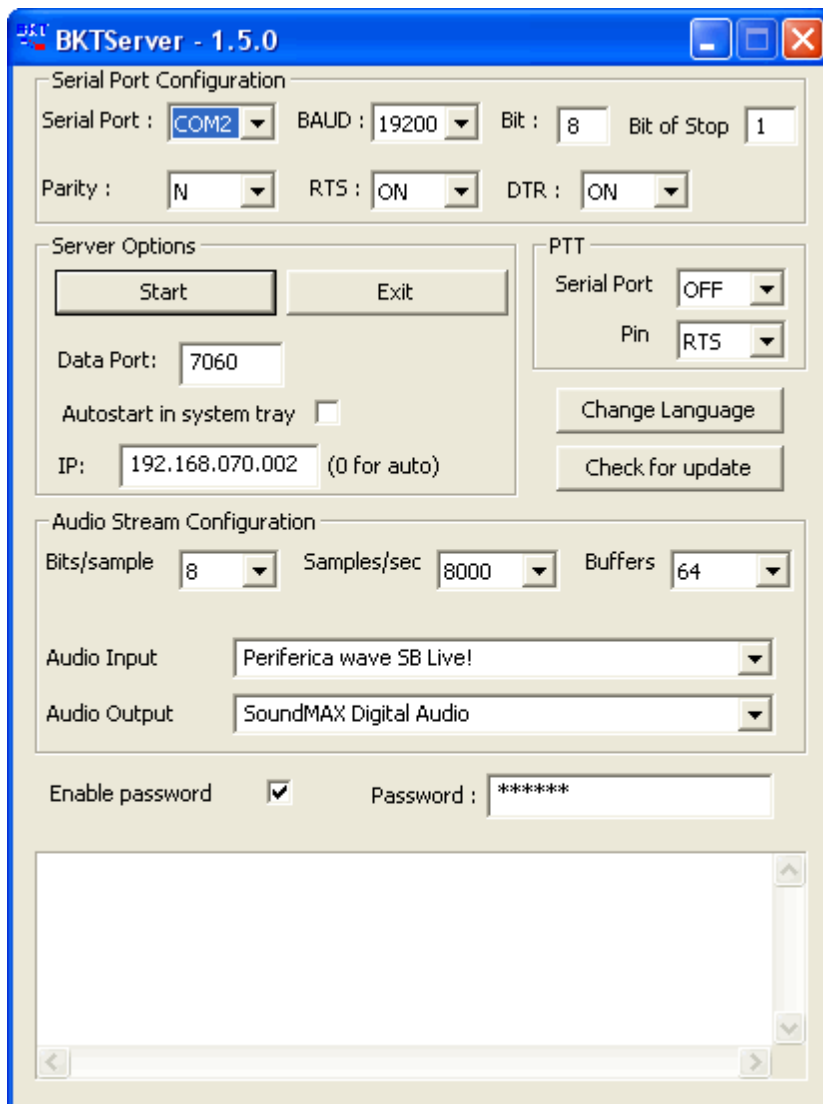 BKT
BKTServer - 1.5.0
Serial Port Configuration
Serial Port : COM2 BAUD : 19200 Bit : 8 Bit of Stop 1
Parity : N RTS : ON DTR : ON
Server Options
Start Exit
Data Port: 7060
Autostart in system tray
IP: 192.168.070.002 (0 for auto)
PTT
Serial Port OFF
Pin RTS
Change Language
Check for update
Audio Stream Configuration
Bits/sample 8 Samples/sec 8000 Buffers 64
Audio Input Periferica wave SB Live!
Audio Output SoundMAX Digital Audio
Enable password Password : ******